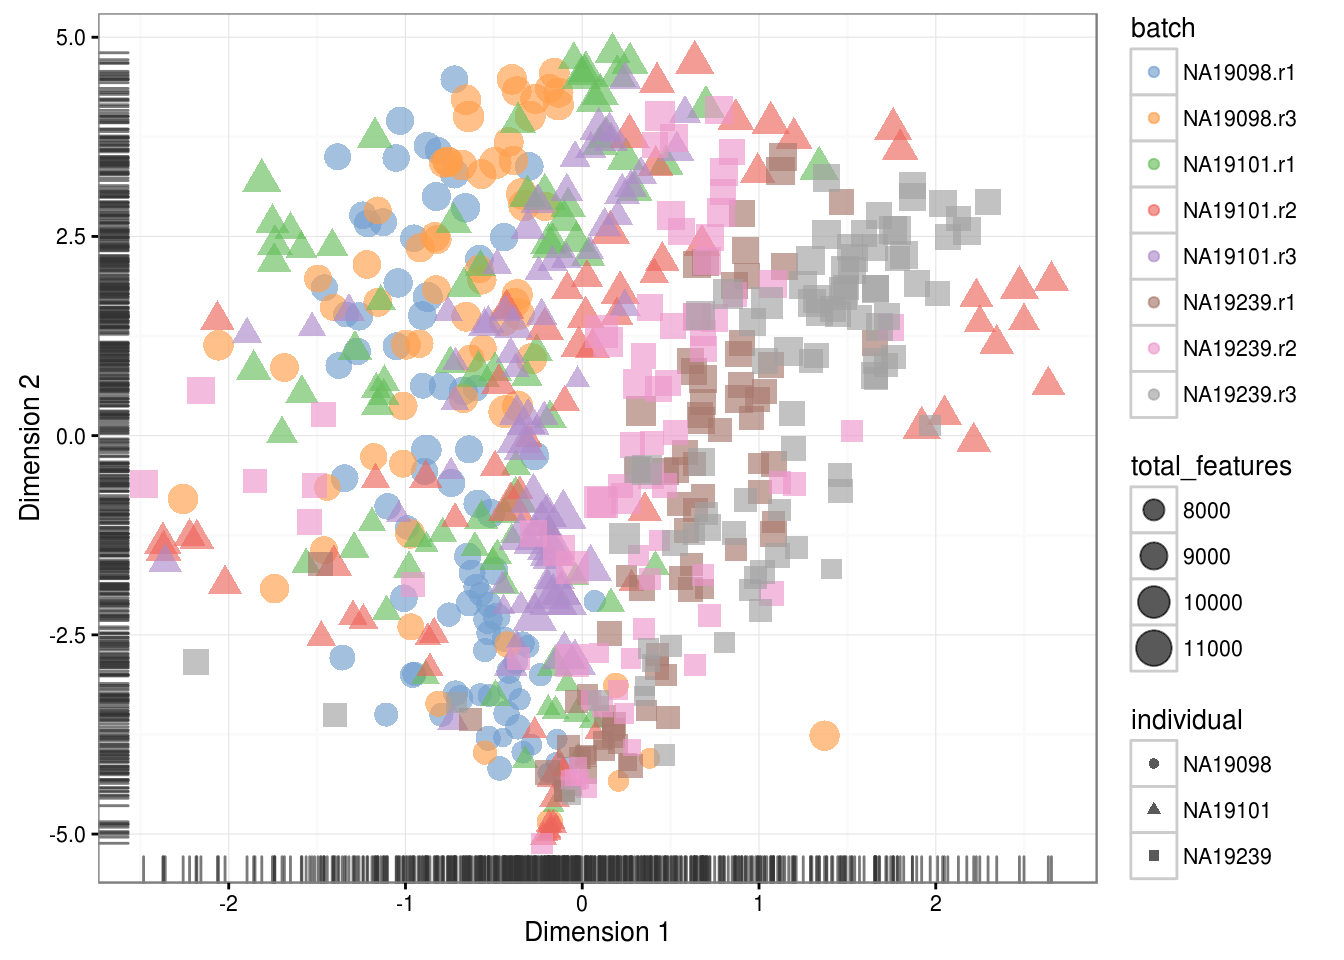 5.0
2.5
0.0
-2.5
-5.0
Dimension 2
-2
-1
0
1
2
Dimension 1
batch
NA19098.r1
NA19098.r3
NA19101.r1
NA19101.r2
NA19101.r3
NA19239.r1
NA19239.r2
NA19239.r3
total_features
8000
9000
10000
11000
individual
NA19098
NA19101
NA19239